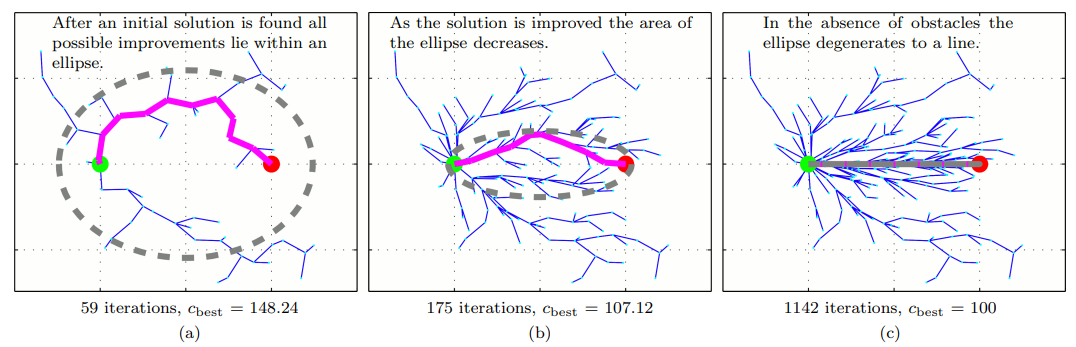 After an initial solution is found all
possible improvements lie within an
ellipse.
59 iterations, c_best = 148.24
(a)
As the solution is improved the area of
the ellipse decreases.
175 iterations, c_best = 107.12
(b)
In the absence of obstacles the
ellipse degenerates to a line.
1142 iterations, c_best = 100
(c)